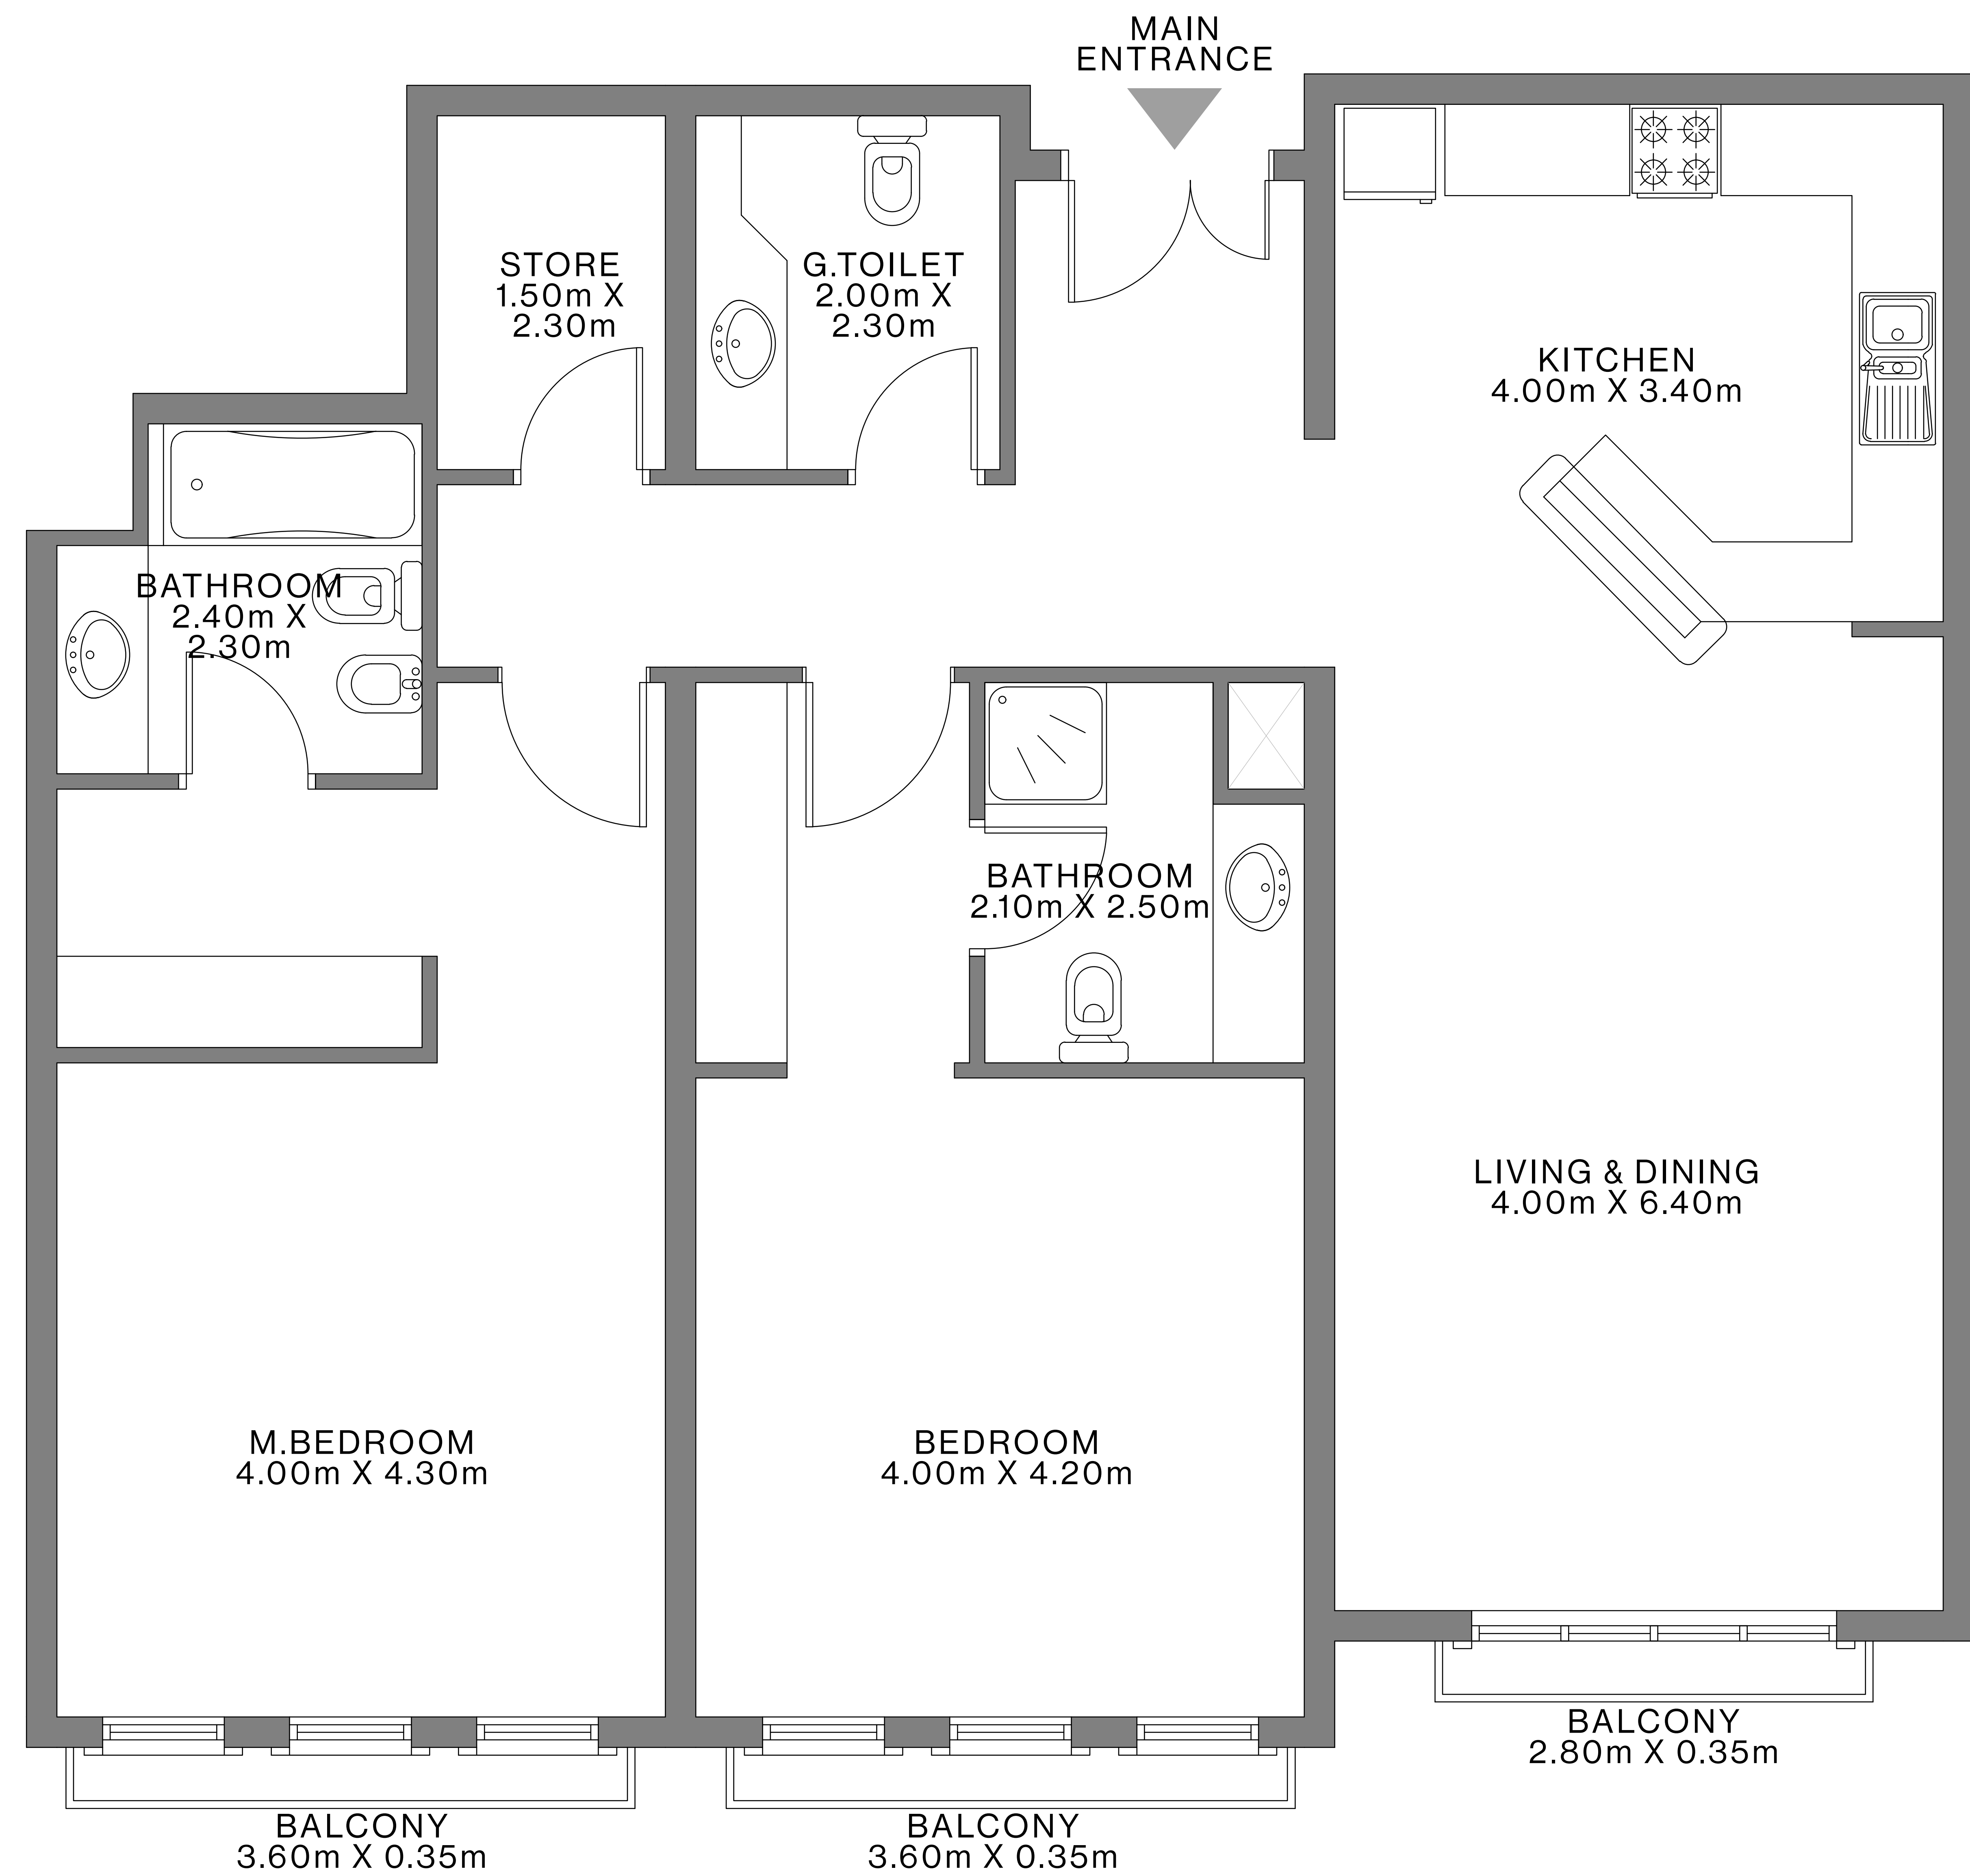 MAIN
ENTRANCE
STORE
1.50m X
2.30m
G.TOILET
2.00m X
2.30m
KITCHEN
4.00m X 3.40m
BATHROOM
2.40m X
2.30m
BATHROOM
2.10m X 2.50m
LIVING & DINING
4.00m X 6.40m
M.BEDROOM
4.00m X 4.30m
BEDROOM
4.00m X 4.20m
BALCONY
2.80m X 0.35m
BALCONY
3.60m X 0.35m
BALCONY
3.60m X 0.35m